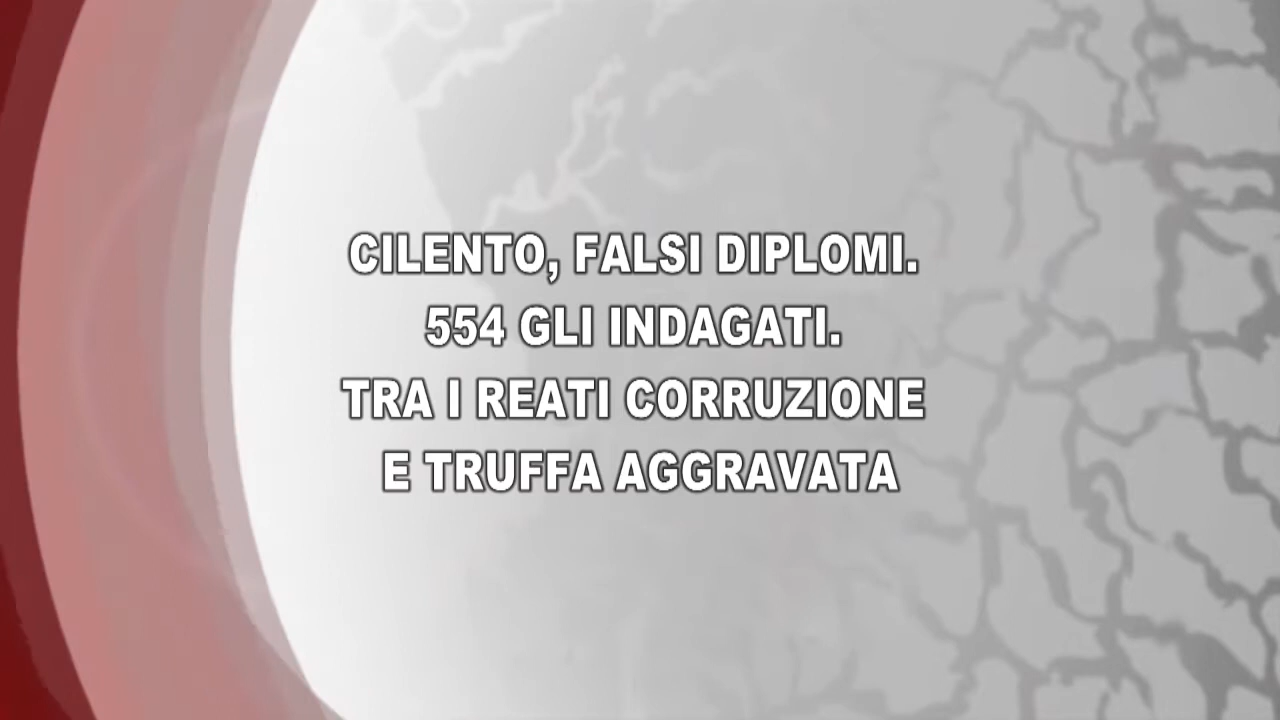 CILENTO, FALSI DIPLOMI.
554 GLI INDAGATI.
TRA I REATI CORRUZIONE
E TRUFFA AGGRAVATA